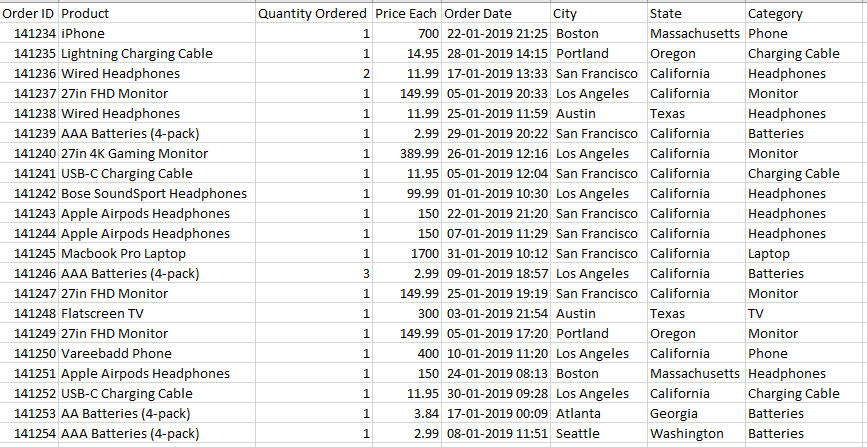 Order ID Product Quantity Ordered Price Each Order Date City State Category
141234 iPhone 1 700 22-01-2019 21:25 Boston Massachusetts Phone
141235 Lightning Charging Cable 1 14.95 28-01-2019 14:15 Portland Oregon Charging Cable
141236 Wired Headphones 2 11.99 17-01-2019 13:33 San Francisco California Headphones
141237 27in FHD Monitor 1 149.99 05-01-2019 20:33 Los Angeles California Monitor
141238 Wired Headphones 1 11.99 25-01-2019 11:59 Austin Texas Headphones
141239 AAA Batteries (4-pack) 1 2.99 29-01-2019 20:22 San Francisco California Batteries
141240 27in 4K Gaming Monitor 1 389.99 26-01-2019 12:16 Los Angeles California Monitor
141241 USB-C Charging Cable 1 11.95 05-01-2019 12:04 San Francisco California Charging Cable
141242 Bose SoundSport Headphones 1 99.99 01-01-2019 10:30 Los Angeles California Headphones
141243 Apple Airpods Headphones 1 150 22-01-2019 21:20 San Francisco California Headphones
141244 Apple Airpods Headphones 1 150 07-01-2019 11:29 San Francisco California Headphones
141245 Macbook Pro Laptop 1 1700 31-01-2019 10:12 San Francisco California Laptop
141246 AAA Batteries (4-pack) 3 2.99 09-01-2019 18:57 Los Angeles California Batteries
141247 27in FHD Monitor 1 149.99 25-01-2019 19:19 San Francisco California Monitor
141248 Flatscreen TV 1 300 03-01-2019 21:54 Austin Texas TV
141249 27in FHD Monitor 1 149.99 05-01-2019 17:20 Portland Oregon Monitor
141250 Vareebadd Phone 1 400 10-01-2019 11:20 Los Angeles California Phone
141251 Apple Airpods Headphones 1 150 24-01-2019 08:13 Boston Massachusetts Headphones
141252 USB-C Charging Cable 1 11.95 30-01-2019 09:28 Los Angeles California Charging Cable
141253 AA Batteries (4-pack) 1 3.84 17-01-2019 00:09 Atlanta Georgia Batteries
141254 AAA Batteries (4-pack) 1 2.99 08-01-2019 11:51 Seattle Washington Batteries